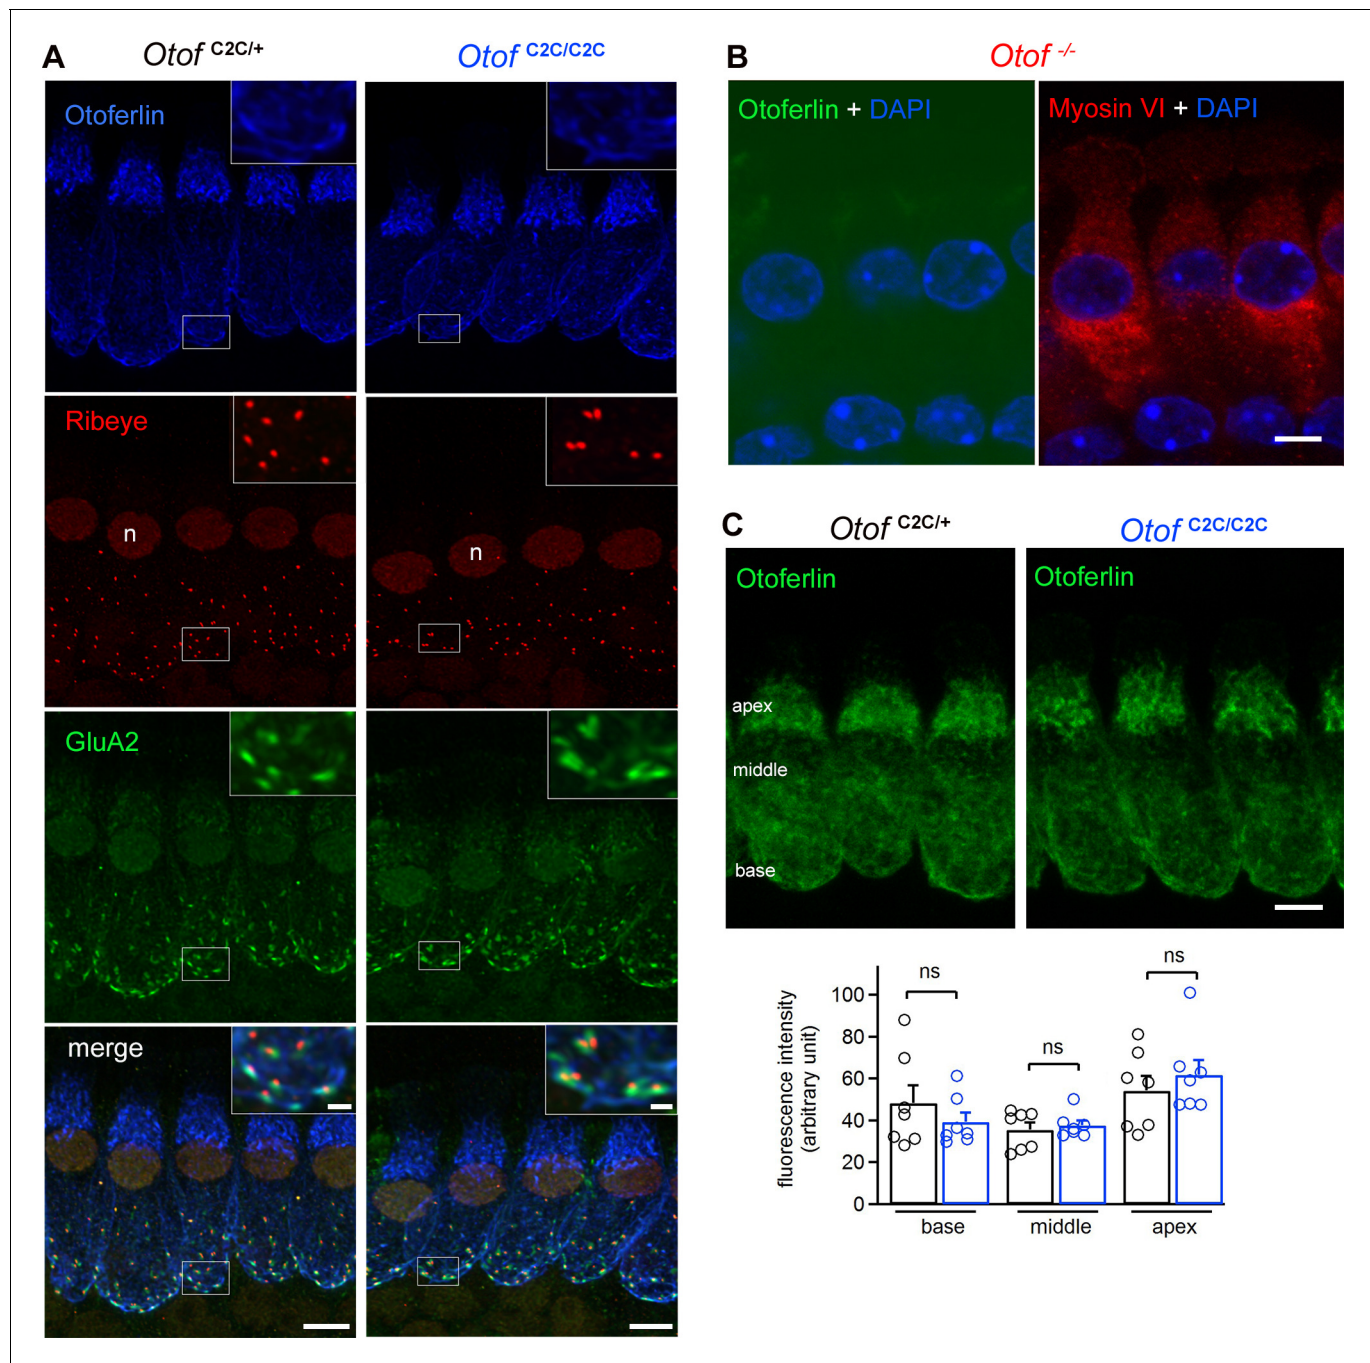 A
Otof C2C/+
Otof C2C/C2C
Otoferlin
Ribeye
n
n
GluA2
merge
B
Otof -/-
Otoferlin + DAPI
Myosin VI + DAPI
C
Otof C2C/+
Otof C2C/C2C
Otoferlin
Otoferlin
apex
middle
base
fluorescence intensity
(arbitrary unit)
100
80
60
40
20
0
ns
ns
ns
base
middle
apex